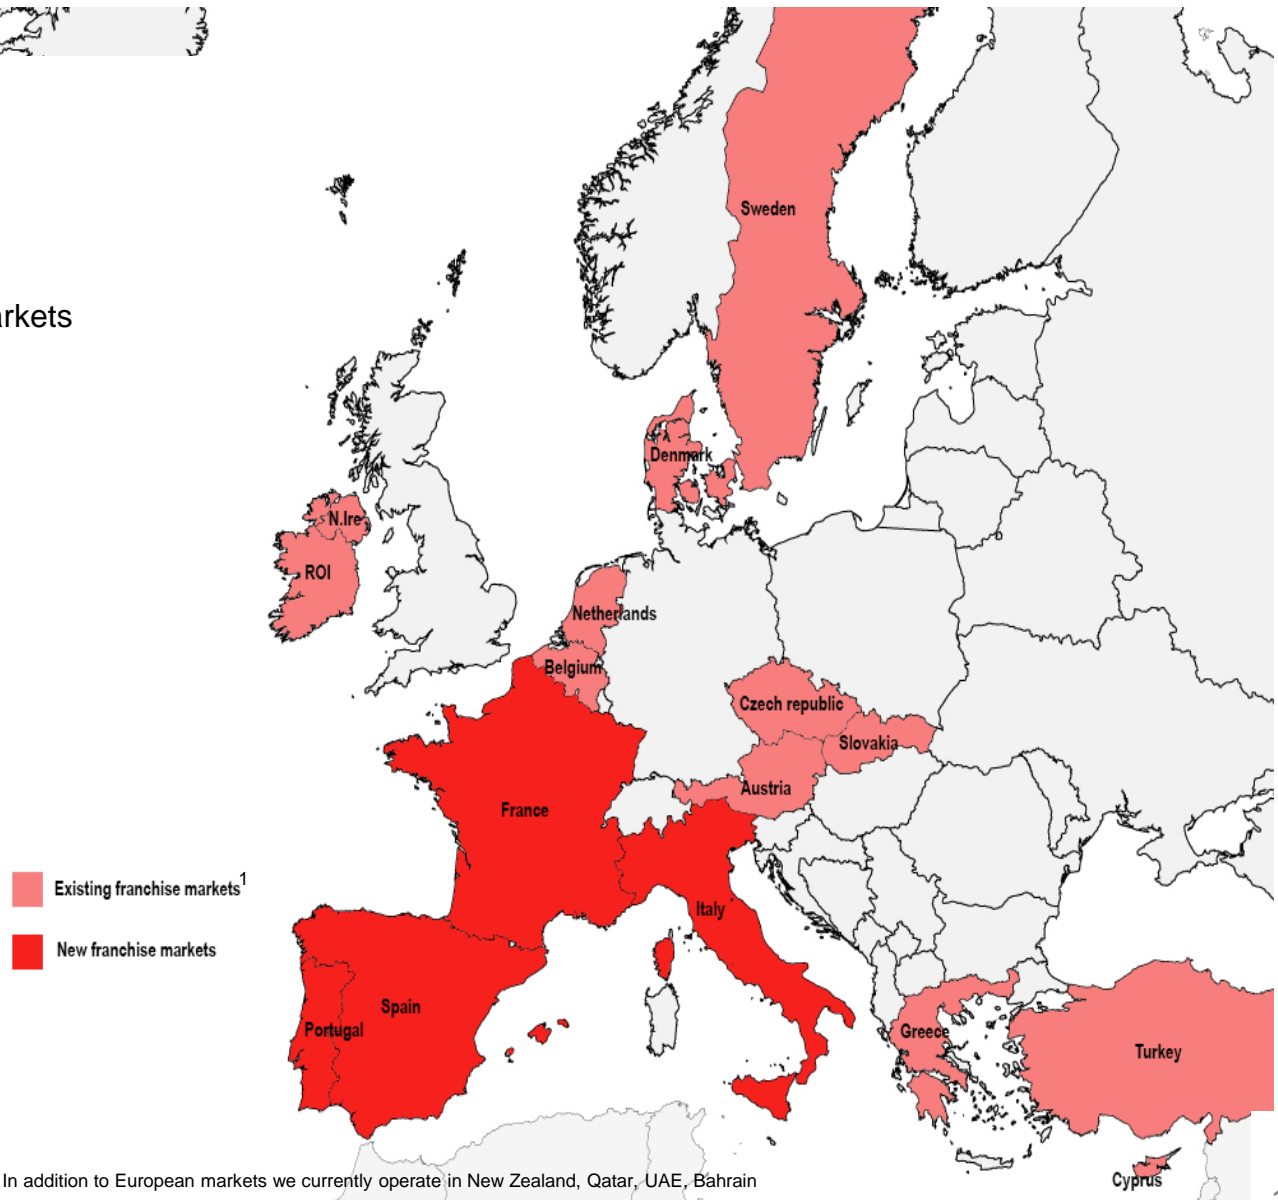 Sweden
rkets
Denmark
N.Ire
ROI
Netherlands
Belgium
Czech republic
Slovakia
Austria
France
Existing franchise markets1
Italy
New franchise markets
Spain
Portugal
Greece
Turkey
Cyprus
In addition to European markets we currently operate in New Zealand, Qatar, UAE, Bahrain